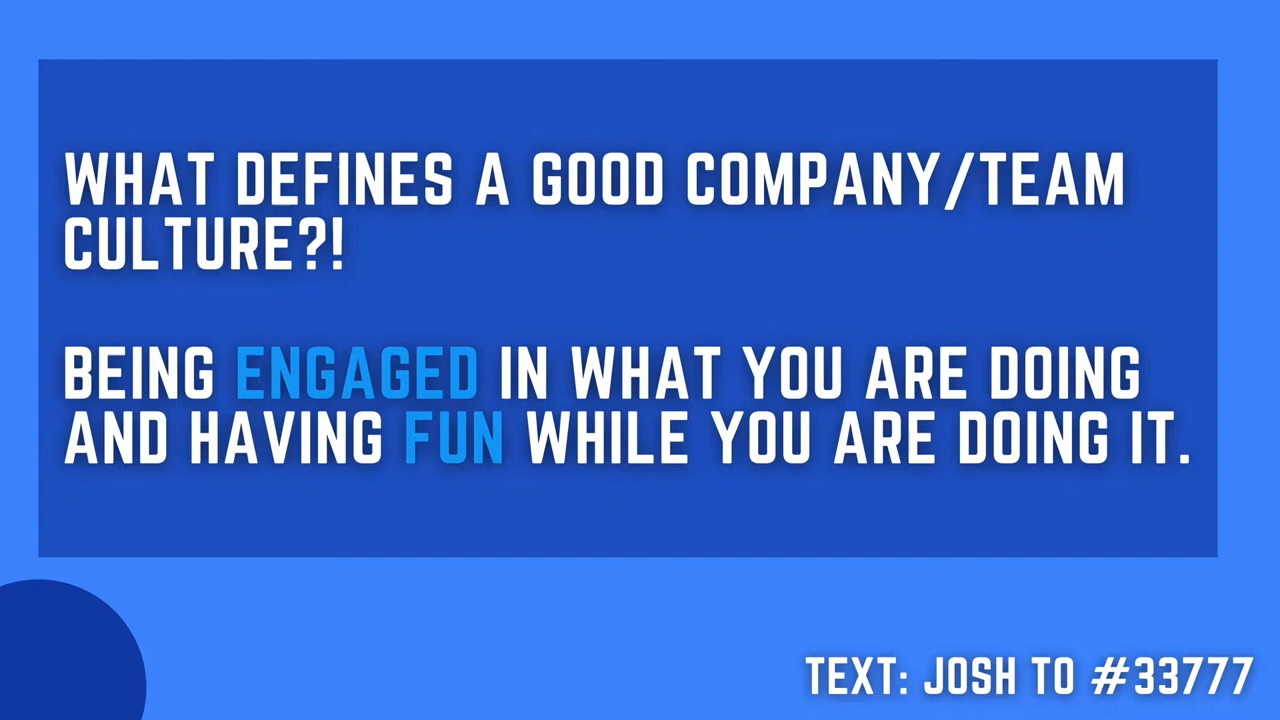 WHAT DEFINES A GOOD COMPANY/TEAM
CULTURE?!
BEING ENGAGED IN WHAT YOU ARE DOING
AND HAVING FUN WHILE YOU ARE DOING IT.
TEXT: JOSH TO #33777